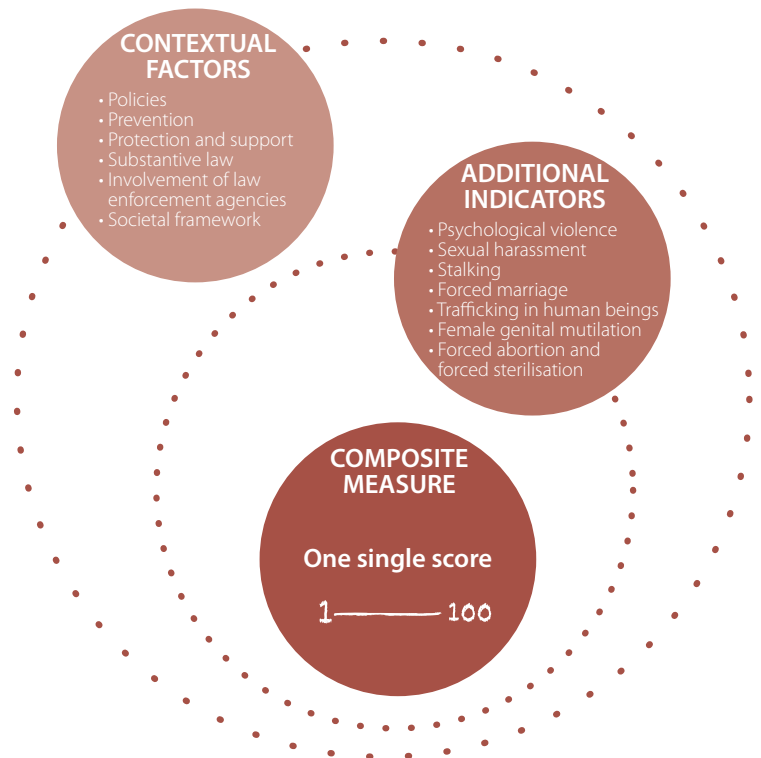 CONTEXTUAL
FACTORS
• Policies
• Prevention
• Protection and support
• Substantive law
• Involvement of law
enforcement agencies
• Societal framework
ADDITIONAL
INDICATORS
• Psychological violence
• Sexual harassment
• Stalking
• Forced marriage
• Trafficking in human beings
• Female genital mutilation
• Forced abortion and
forced sterilisation
COMPOSITE
MEASURE
One single score
1 100